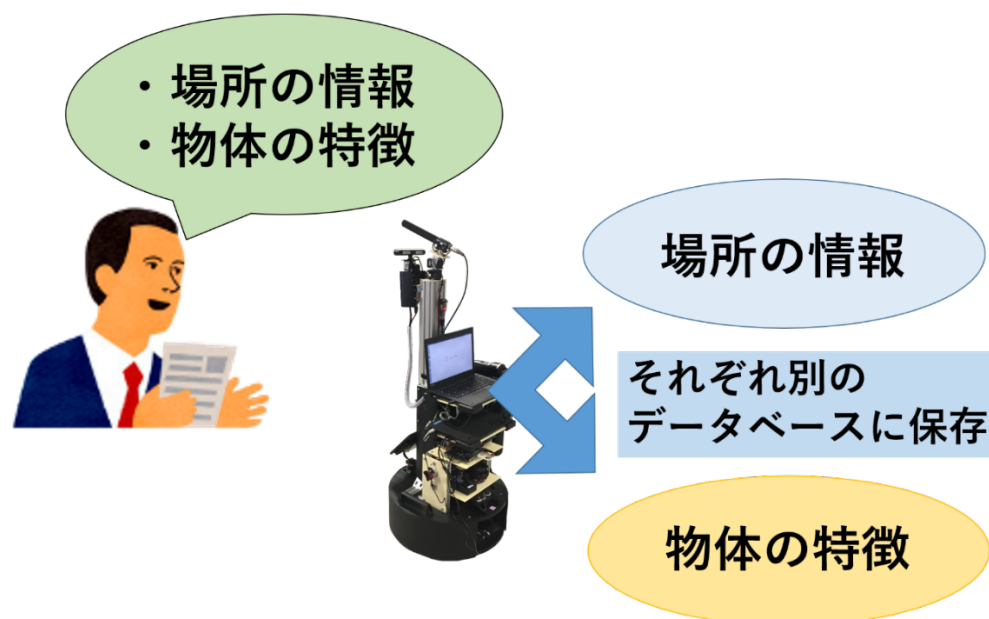 ・場所の情報
・物体の特徴
場所の情報
それぞれ別の
データベースに保存
物体の特徴